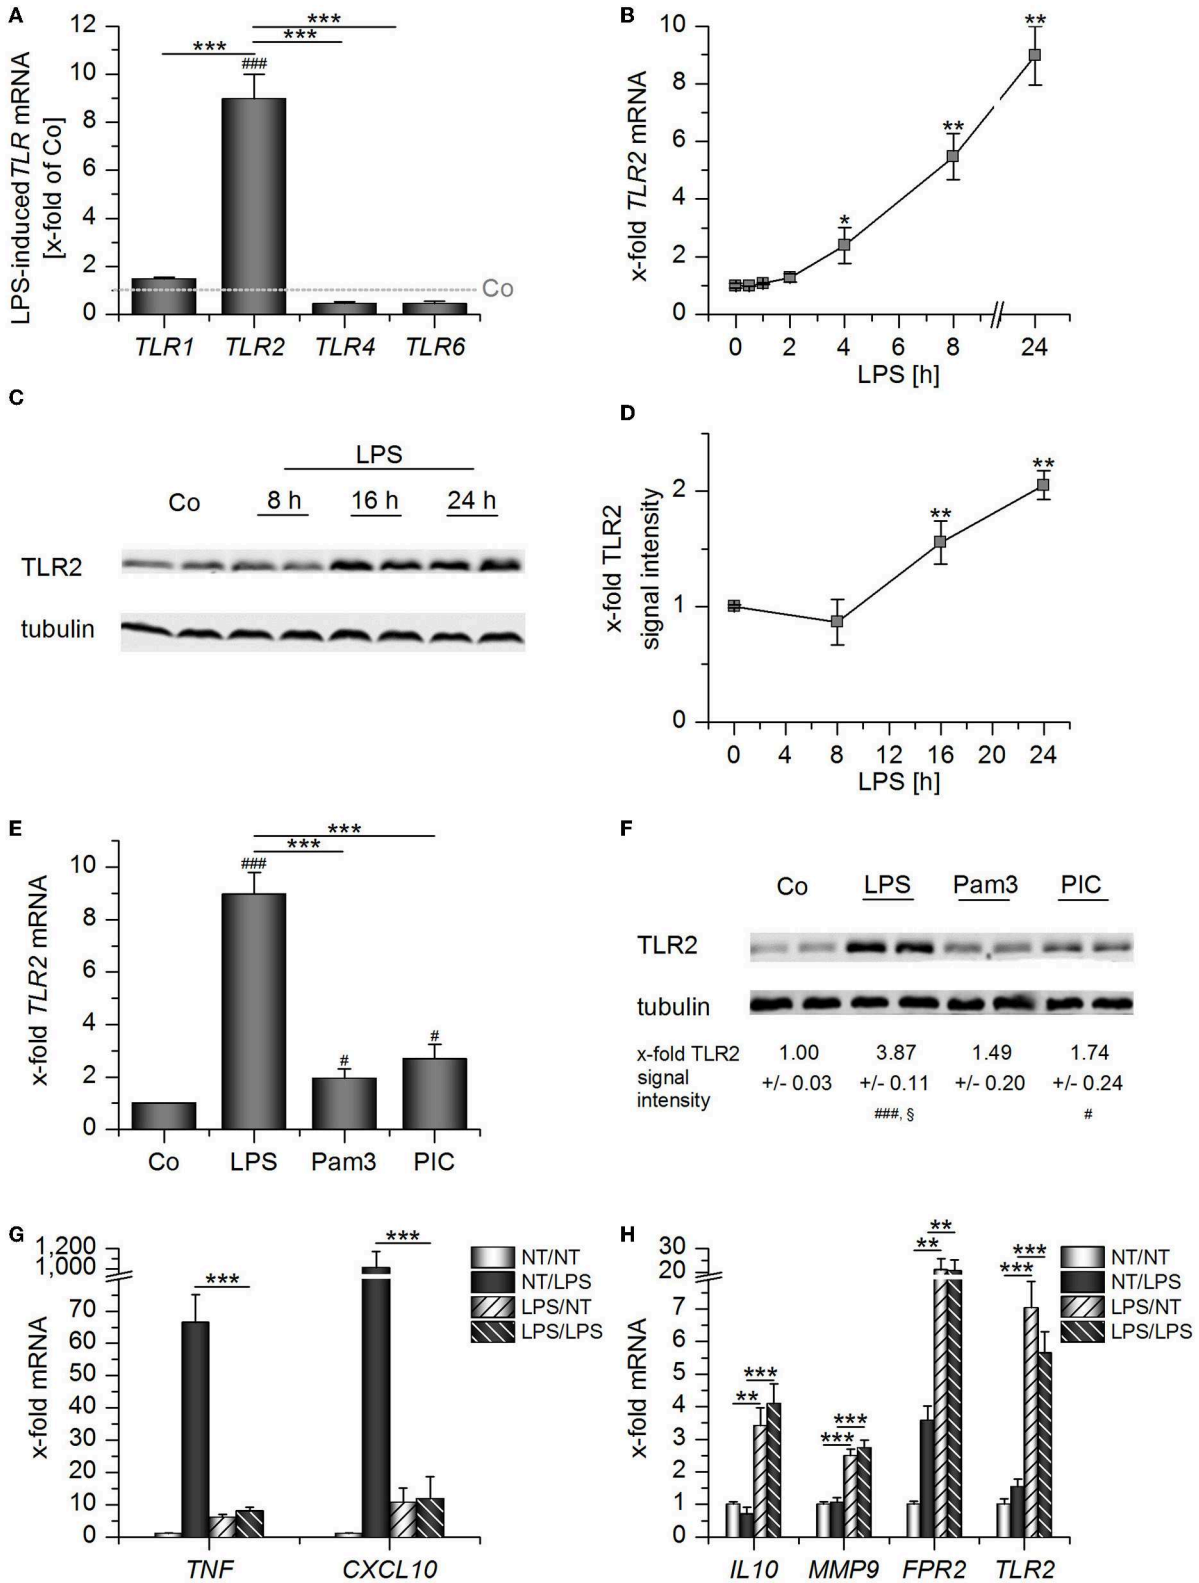 A
LPS-induced TLR mRNA
[x-fold of Co]
12
10
8
6
4
2
0
***
***
***
###
Co
TLR1 TLR2 TLR4 TLR6
B
x-fold TLR2 mRNA
10
8
6
4
2
0
*
**
**
0 2 4 6 8 24
LPS [h]
C
LPS
Co 8 h 16 h 24 h
TLR2
tubulin
D
x-fold TLR2
signal intensity
2
1
0
**
**
0 4 8 12 16 20 24
LPS [h]
E
x-fold TLR2 mRNA
10
8
6
4
2
0
***
***
###
#
#
Co LPS Pam3 PIC
F
Co LPS Pam3 PIC
TLR2
tubulin
x-fold TLR2 1.00 3.87 1.49 1.74
signal +/- 0.03 +/- 0.11 +/- 0.20 +/- 0.24
intensity ###, § #
G
x-fold mRNA
1,200
1,000
70
60
50
40
30
20
10
0
***
***
NT/NT
NT/LPS
LPS/NT
LPS/LPS
TNF CXCL10
H
x-fold mRNA
30
20
7
6
5
4
3
2
1
0
***
**
***
***
**
**
***
***
NT/NT
NT/LPS
LPS/NT
LPS/LPS
IL10 MMP9 FPR2 TLR2